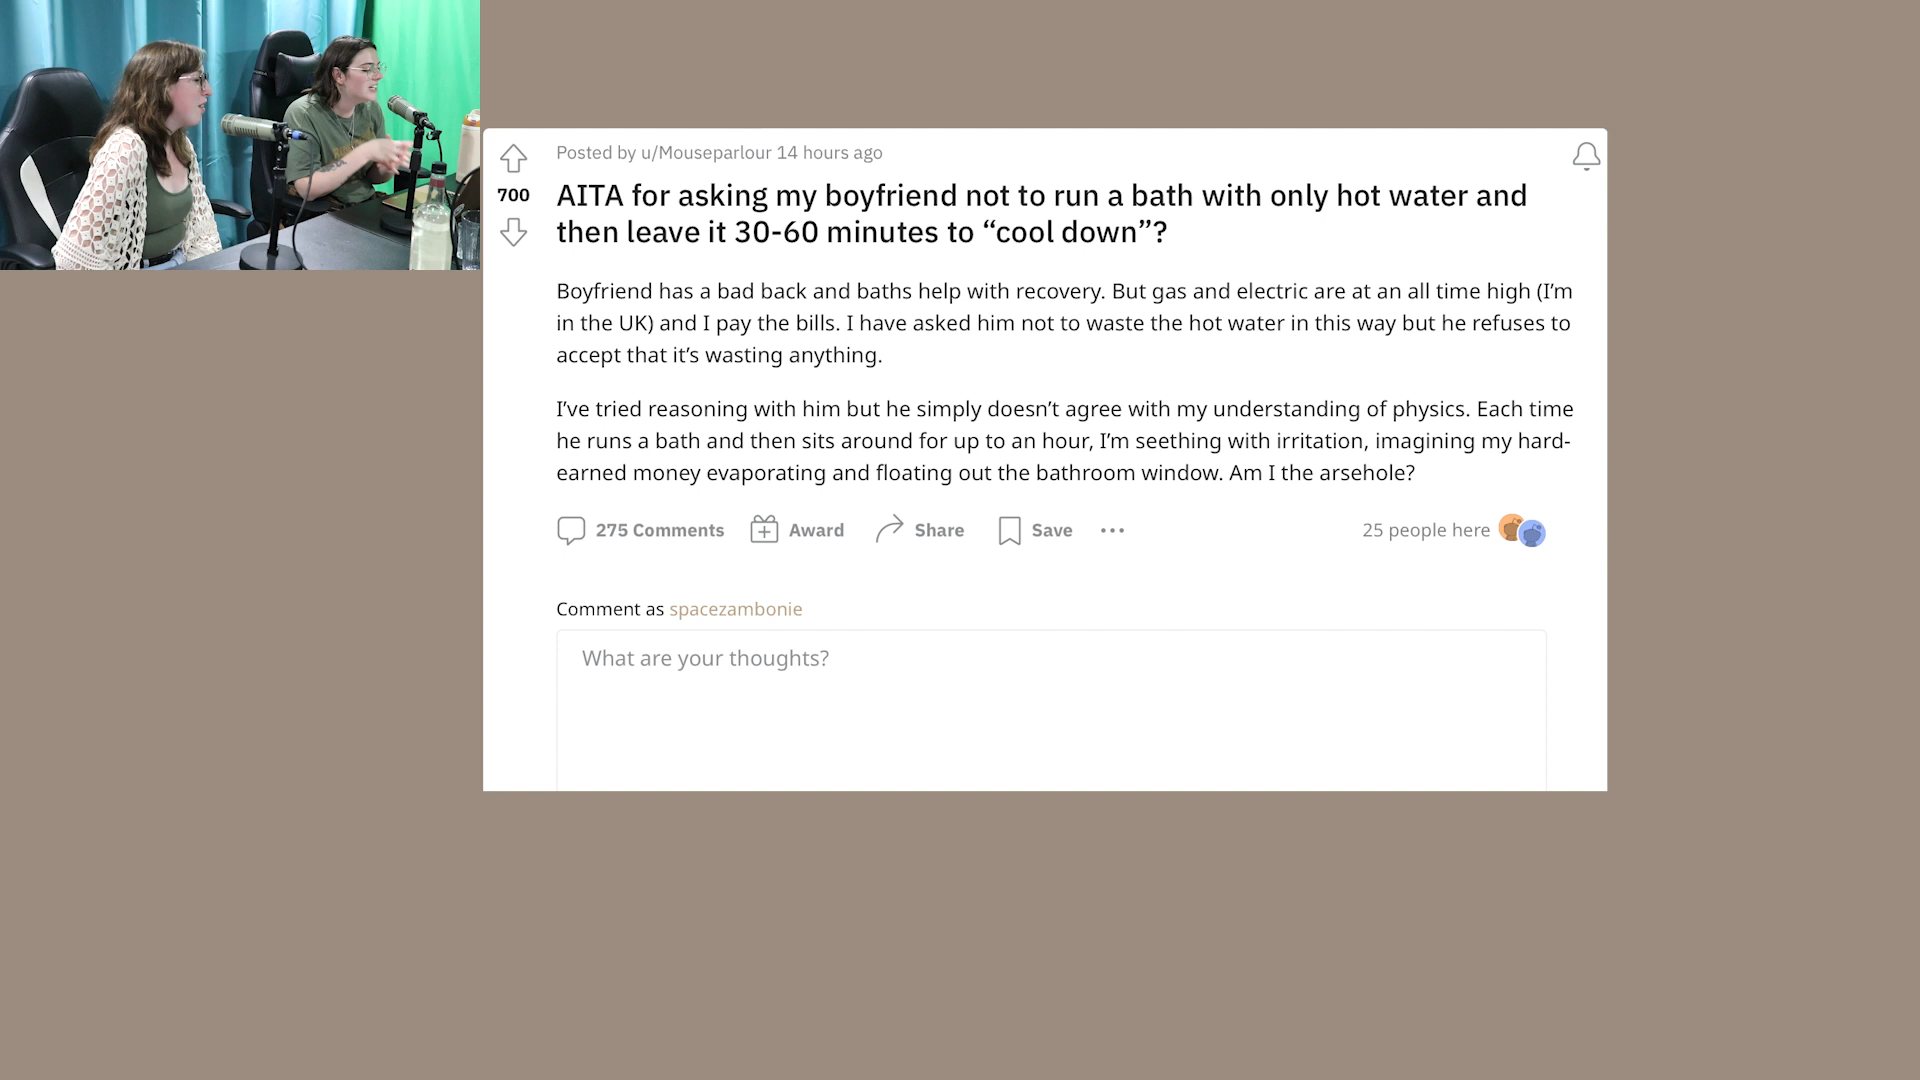 Posted by u/Mouseparlour 14 hours ago
700
AITA for asking my boyfriend not to run a bath with only hot water and
then leave it 30-60 minutes to “cool down”?
Boyfriend has a bad back and baths help with recovery. But gas and electric are at an all time high (I’m
in the UK) and I pay the bills. I have asked him not to waste the hot water in this way but he refuses to
accept that it’s wasting anything.
I’ve tried reasoning with him but he simply doesn’t agree with my understanding of physics. Each time
he runs a bath and then sits around for up to an hour, I’m seething with irritation, imagining my hard-
earned money evaporating and floating out the bathroom window. Am I the arsehole?
275 Comments Award Share Save 25 people here
Comment as spacezambonie
What are your thoughts?